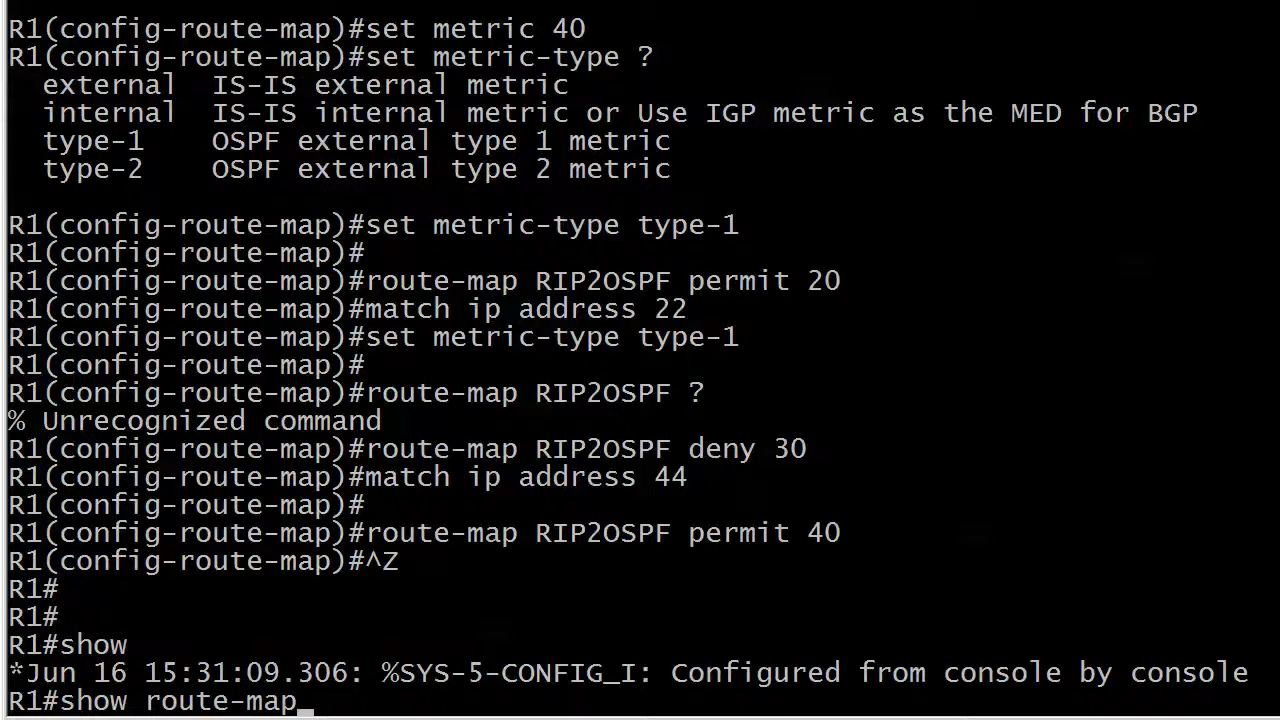 R1(config-route-map)#set metric 40
R1(config-route-map)#set metric-type ?
  external  IS-IS external metric
  internal  IS-IS internal metric or Use IGP metric as the MED for BGP
  type-1    OSPF external type 1 metric
  type-2    OSPF external type 2 metric

R1(config-route-map)#set metric-type type-1
R1(config-route-map)#
R1(config-route-map)#route-map RIP2OSPF permit 20
R1(config-route-map)#match ip address 22
R1(config-route-map)#set metric-type type-1
R1(config-route-map)#
R1(config-route-map)#route-map RIP2OSPF ?
% Unrecognized command
R1(config-route-map)#route-map RIP2OSPF deny 30
R1(config-route-map)#match ip address 44
R1(config-route-map)#
R1(config-route-map)#route-map RIP2OSPF permit 40
R1(config-route-map)#^Z
R1#
R1#
R1#show
*Jun 16 15:31:09.306: %SYS-5-CONFIG_I: Configured from console by console
R1#show route-map_